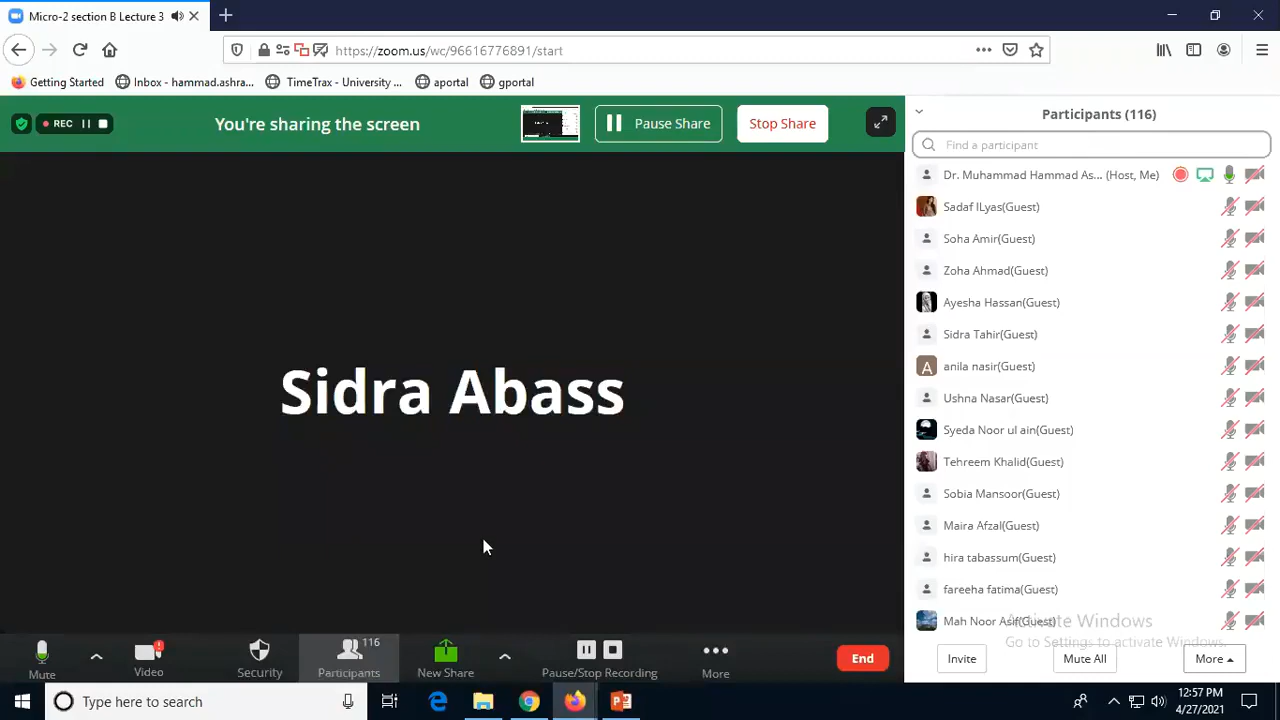 Micro-2 section B Lecture 3
https://zoom.us/wc/96616776891/start
Getting Started
Inbox - hammad.ashra...
TimeTrax - University ...
aportal
gportal
REC
You're sharing the screen
Pause Share
Stop Share
Sidra Abass
Participants (116)
Find a participant
Dr. Muhammad Hammad As... (Host, Me)
Sadaf ILyas(Guest)
Soha Amir(Guest)
Zoha Ahmad(Guest)
Ayesha Hassan(Guest)
Sidra Tahir(Guest)
A anila nasir(Guest)
Ushna Nasar(Guest)
Syeda Noor ul ain(Guest)
Tehreem Khalid(Guest)
Sobia Mansoor(Guest)
Maira Afzal(Guest)
hira tabassum(Guest)
fareeha fatima(Guest)
Mah Noor Asif(Guest)
Activate Windows
Go to Settings to activate Windows.
Invite
Mute All
More
Mute
Video
Security
116
Participants
New Share
Pause/Stop Recording
More
End
Type here to search
12:57 PM
4/27/2021